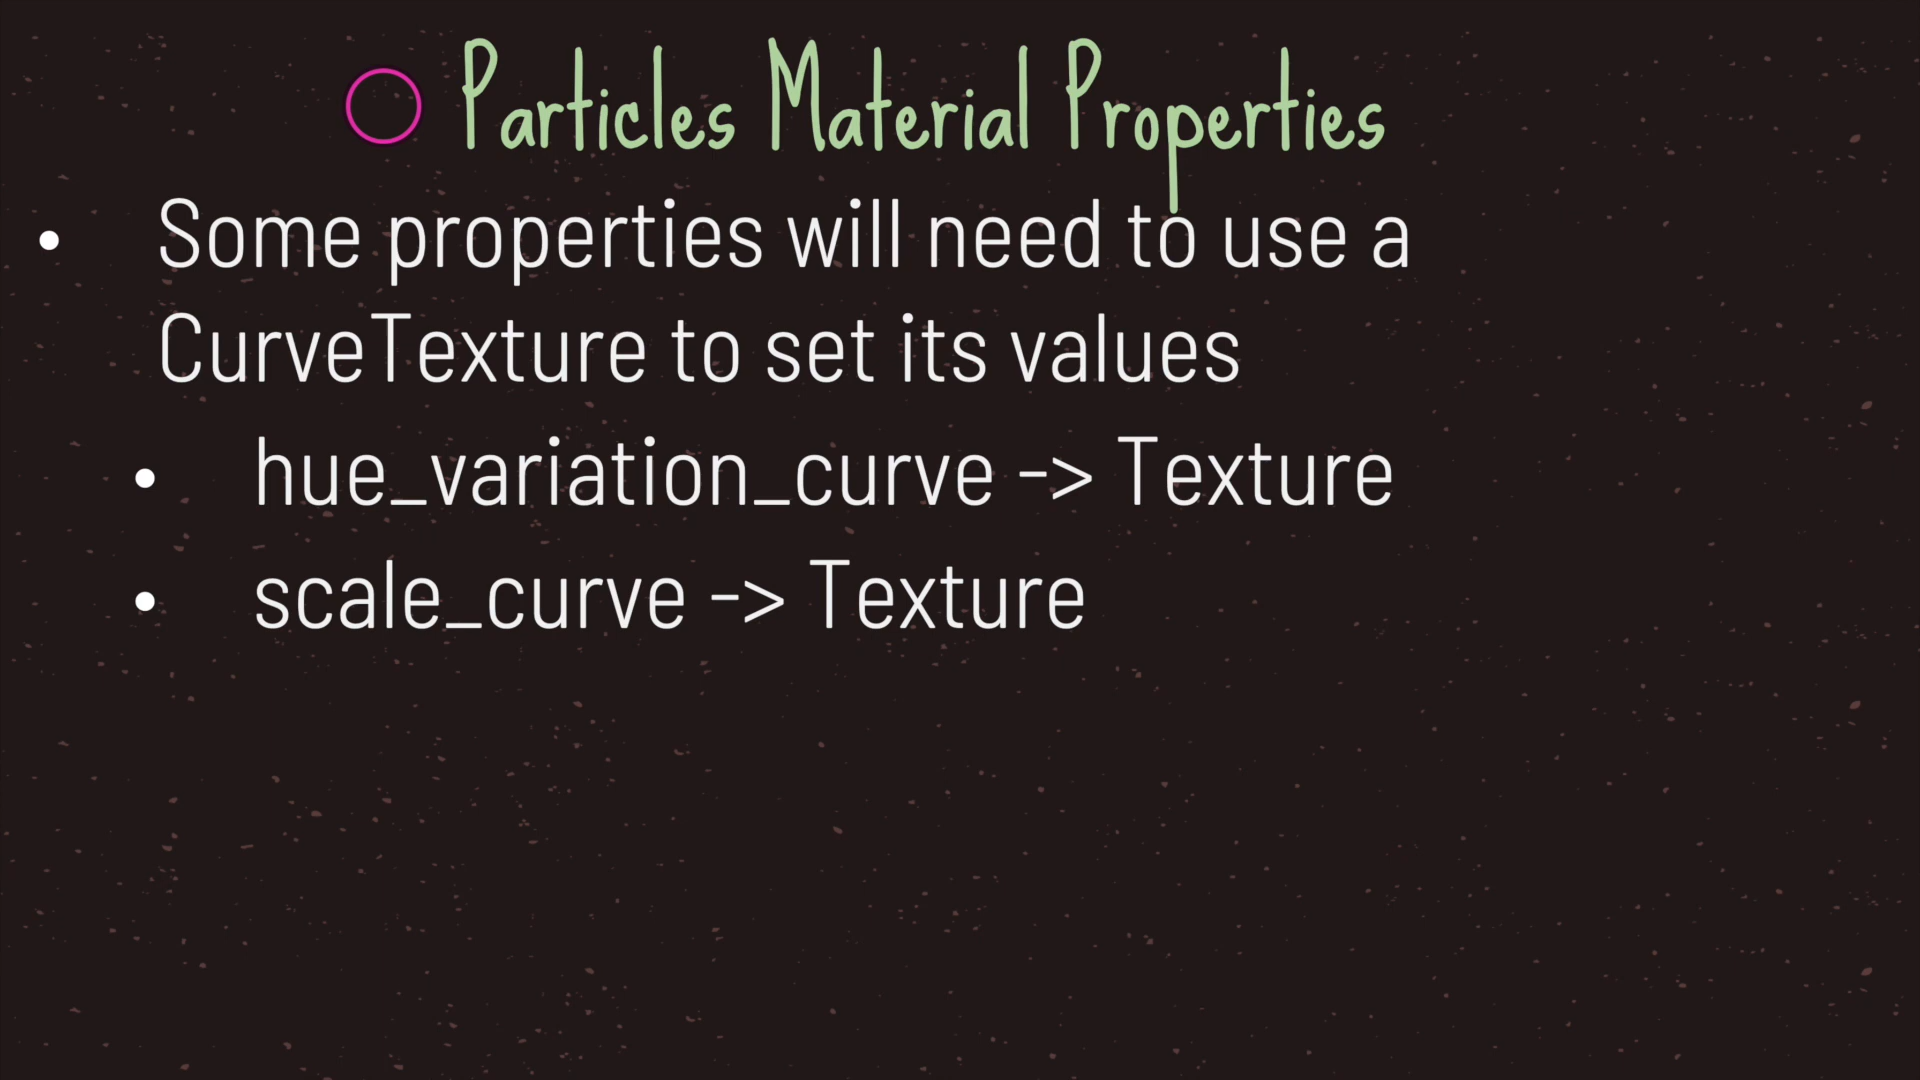 Particles Material Properties
• Some properties will need to use a
CurveTexture to set its values
• hue_variation_curve -> Texture
• scale_curve -> Texture